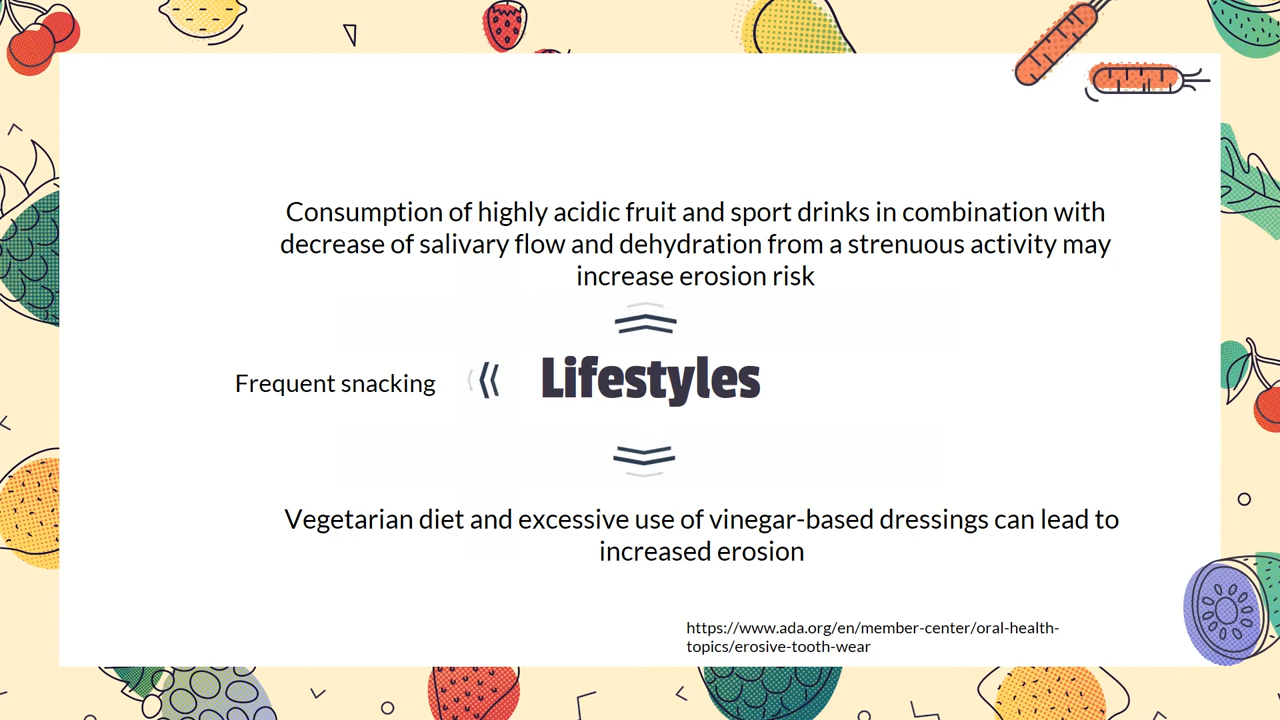 Consumption of highly acidic fruit and sport drinks in combination with
decrease of salivary flow and dehydration from a strenuous activity may
increase erosion risk
Frequent snacking
Lifestyles
Vegetarian diet and excessive use of vinegar-based dressings can lead to
increased erosion
https://www.ada.org/en/member-center/oral-health-
topics/erosive-tooth-wear